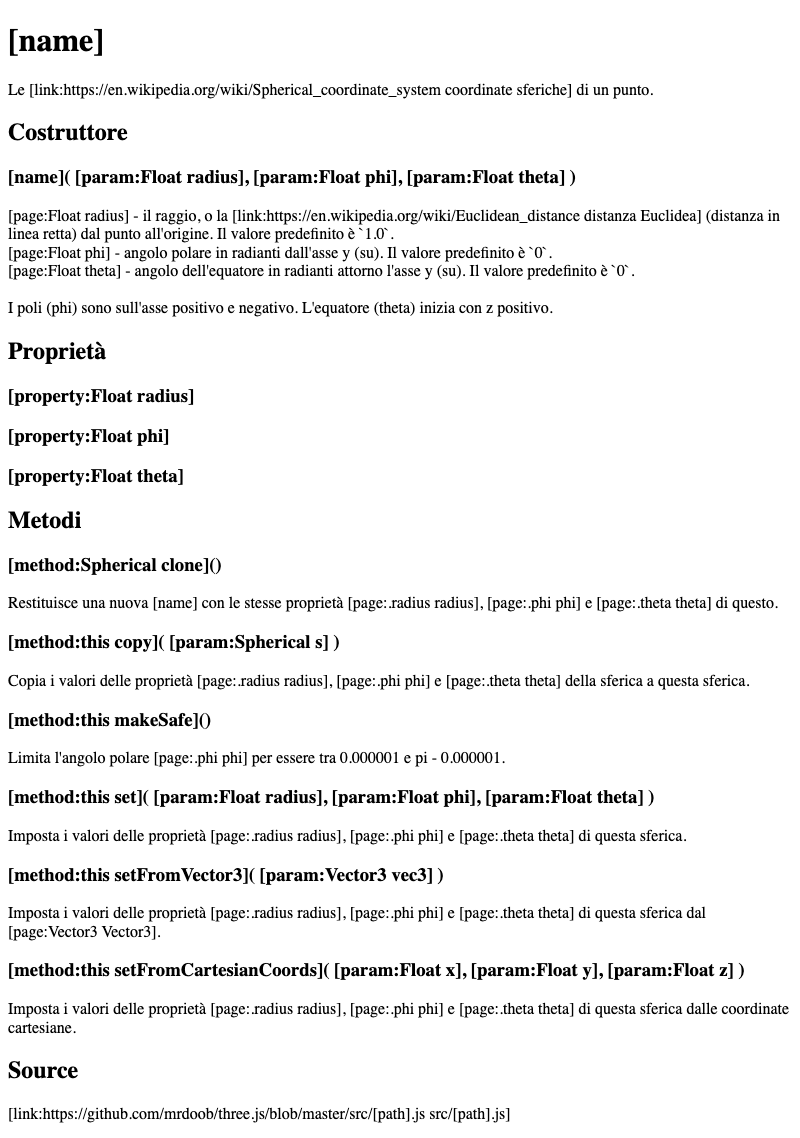 [name]
Le [link:https://en.wikipedia.org/wiki/Spherical_coordinate_system coordinate sferiche] di un punto.
Costruttore
[name]( [param:Float radius], [param:Float phi], [param:Float theta] )
[page:Float radius] - il raggio, o la [link:https://en.wikipedia.org/wiki/Euclidean_distance distanza Euclidea] (distanza in
linea retta) dal punto all'origine. Il valore predefinito è `1.0`.
[page:Float phi] - angolo polare in radianti dall'asse y (su). Il valore predefinito è `0`.
[page:Float theta] - angolo dell'equatore in radianti attorno l'asse y (su). Il valore predefinito è `0`.
I poli (phi) sono sull'asse positivo e negativo. L'equatore (theta) inizia con z positivo.
Proprietà
[property:Float radius]
[property:Float phi]
[property:Float theta]
Metodi
[method:Spherical clone]()
Restituisce una nuova [name] con le stesse proprietà [page:.radius radius], [page:.phi phi] e [page:.theta theta] di questo.
[method:this copy]( [param:Spherical s] )
Copia i valori delle proprietà [page:.radius radius], [page:.phi phi] e [page:.theta theta] della sferica a questa sferica.
[method:this makeSafe]()
Limita l'angolo polare [page:.phi phi] per essere tra 0.000001 e pi - 0.000001.
[method:this set]( [param:Float radius], [param:Float phi], [param:Float theta] )
Imposta i valori delle proprietà [page:.radius radius], [page:.phi phi] e [page:.theta theta] di questa sferica.
[method:this setFromVector3]( [param:Vector3 vec3] )
Imposta i valori delle proprietà [page:.radius radius], [page:.phi phi] e [page:.theta theta] di questa sferica dal
[page:Vector3 Vector3].
[method:this setFromCartesianCoords]( [param:Float x], [param:Float y], [param:Float z] )
Imposta i valori delle proprietà [page:.radius radius], [page:.phi phi] e [page:.theta theta] di questa sferica dalle coordinate
cartesiane.
Source
[link:https://github.com/mrdoob/three.js/blob/master/src/[path].js src/[path].js]